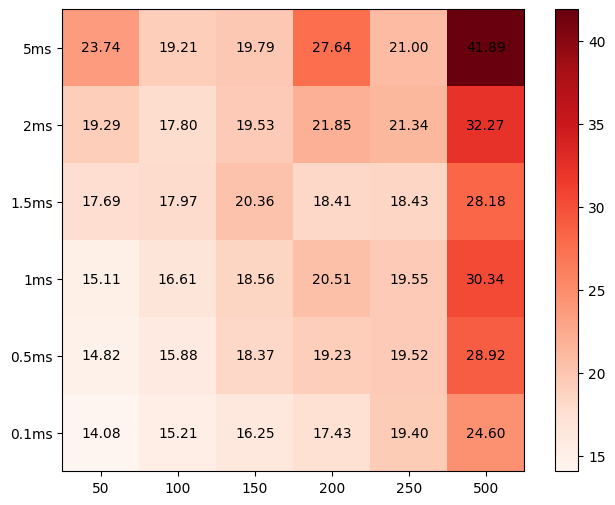 5ms 23.74 19.21 19.79 27.64 21.00 41.89
2ms 19.29 17.80 19.53 21.85 21.34 32.27
1.5ms 17.69 17.97 20.36 18.41 18.43 28.18
1ms 15.11 16.61 18.56 20.51 19.55 30.34
0.5ms 14.82 15.88 18.37 19.23 19.52 28.92
0.1ms 14.08 15.21 16.25 17.43 19.40 24.60
50 100 150 200 250 500
40
35
30
25
20
15